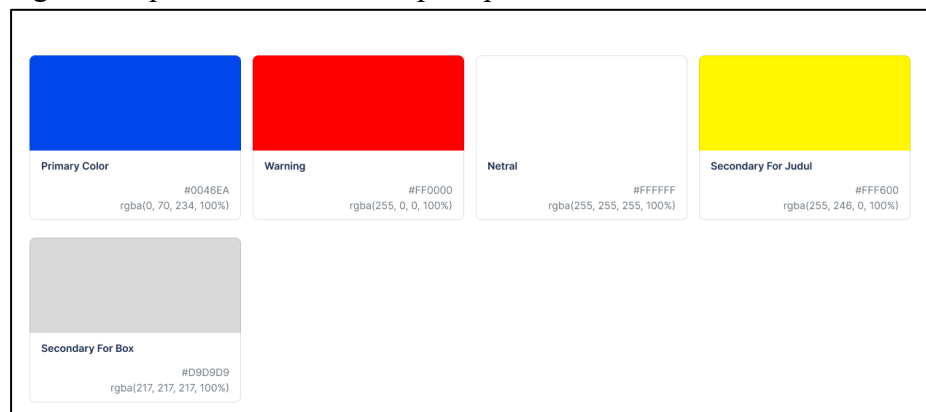 Primary Color
#0046EA
rgba(0, 70, 234, 100%)
Warning
#FF0000
rgba(255, 0, 0, 100%)
Netral
#FFFFFF
rgba(255, 255, 255, 100%)
Secondary For Judul
#FFF600
rgba(255, 246, 0, 100%)
Secondary For Box
#D9D9D9
rgba(217, 217, 217, 100%)